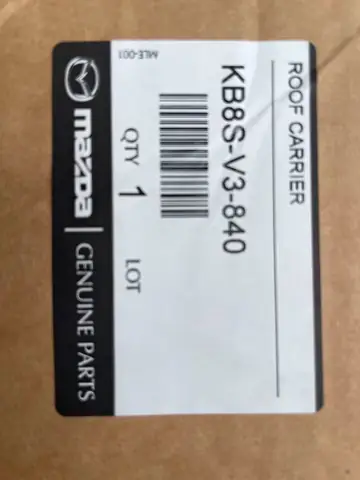 ROOF CARRIER
KB8S-V3-840
MLE-001
QTY 1 LOT
mazda | GENUINE PARTS